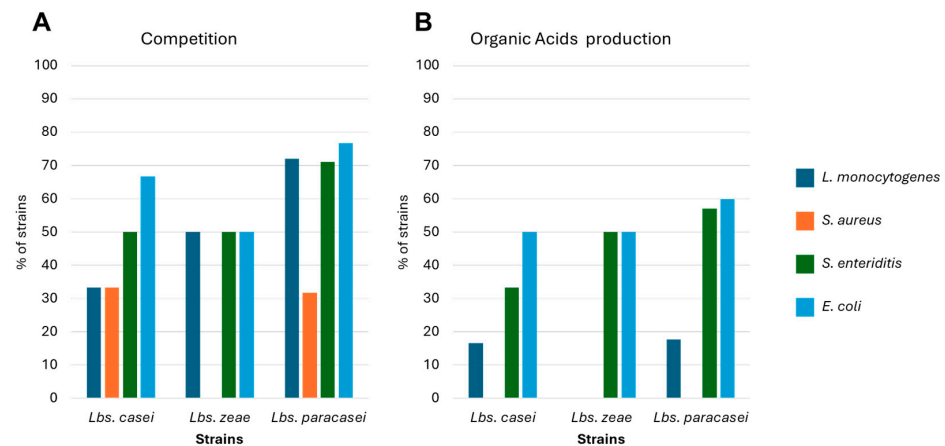 A
Competition
100
90
80
70
60
50
40
30
20
10
0
% of strains
Lbs. casei
Lbs. zeae
Lbs. paracasei
Strains
B
Organic Acids production
100
90
80
70
60
50
40
30
20
10
0
% of strains
Lbs. casei
Lbs. zeae
Lbs. paracasei
Strains
L. monocytogenes
S. aureus
S. enteriditis
E. coli